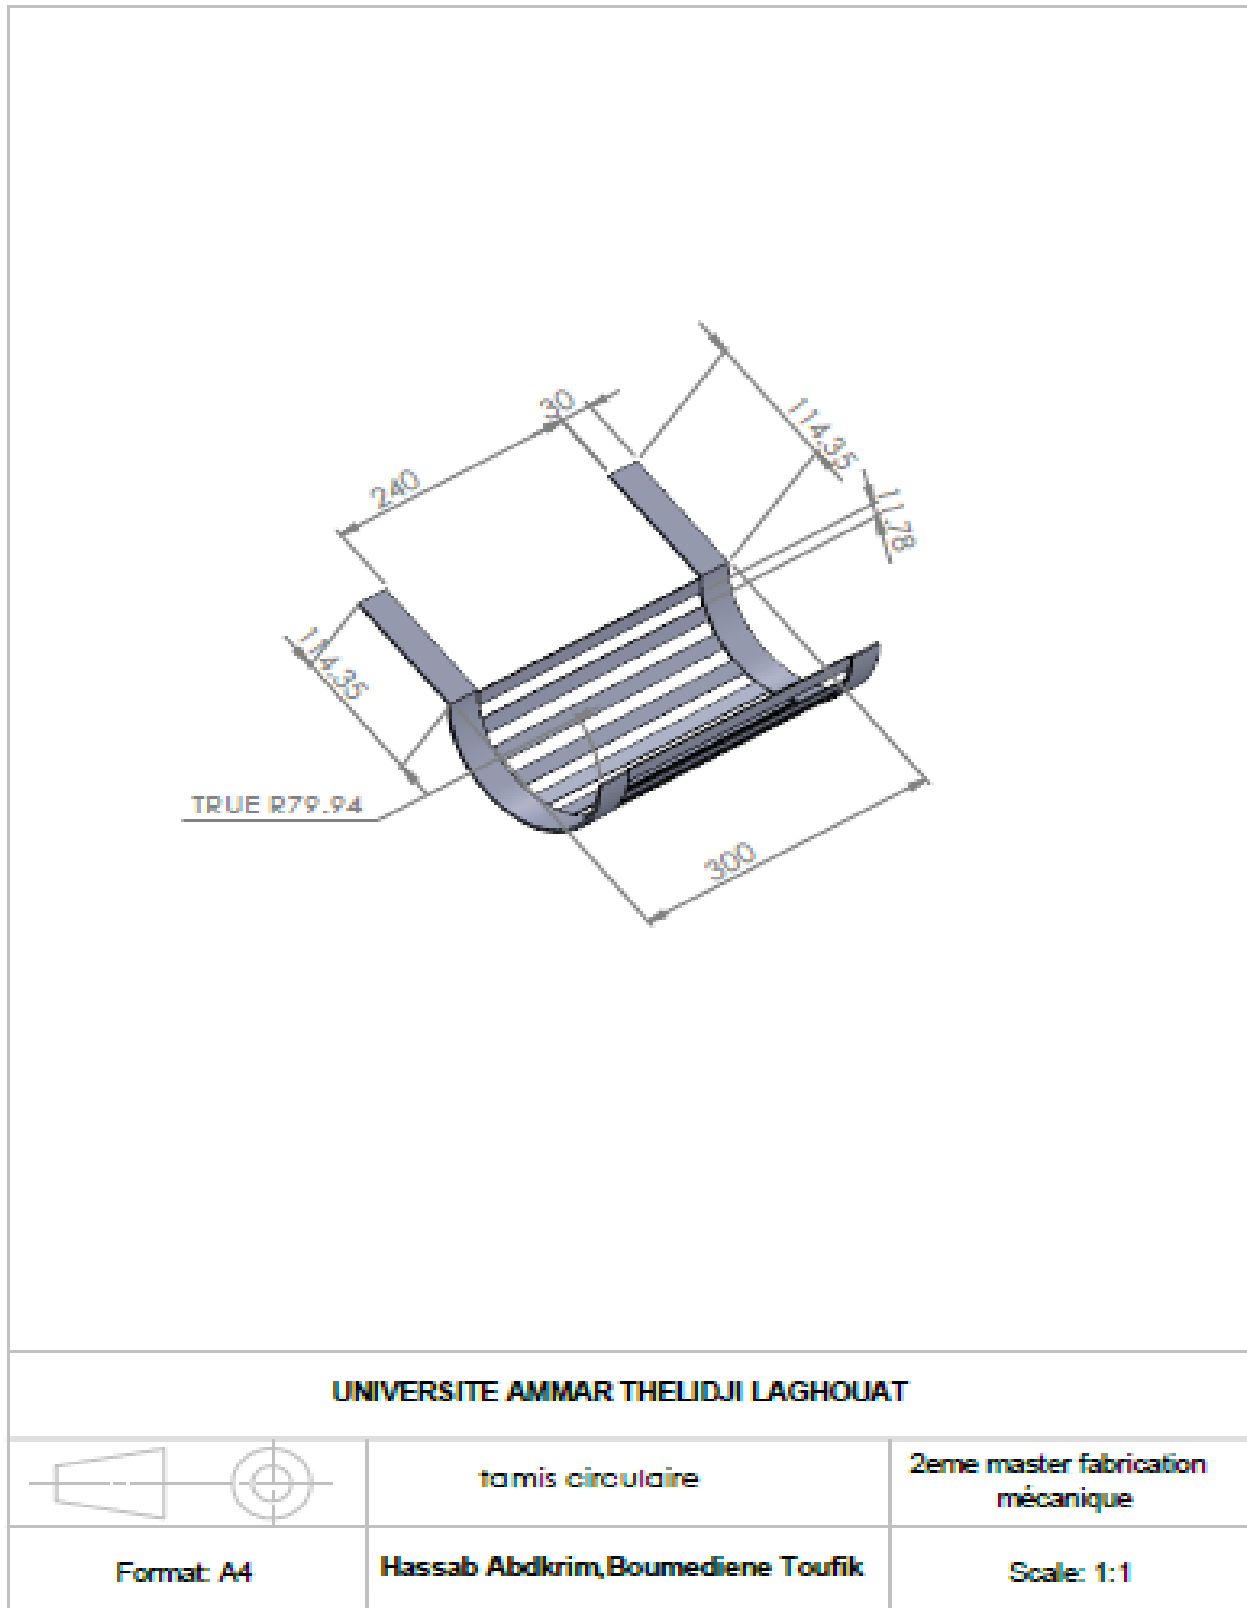 30
114.35
240
11.78
114.35
TRUE R79.94
300
UNIVERSITE AMMAR THELIDJI LAGHOUAT
tamis circulaire
2eme master fabrication
mécanique
Format: A4
Hassab Abdkrim,Boumediene Toufik
Scale: 1:1